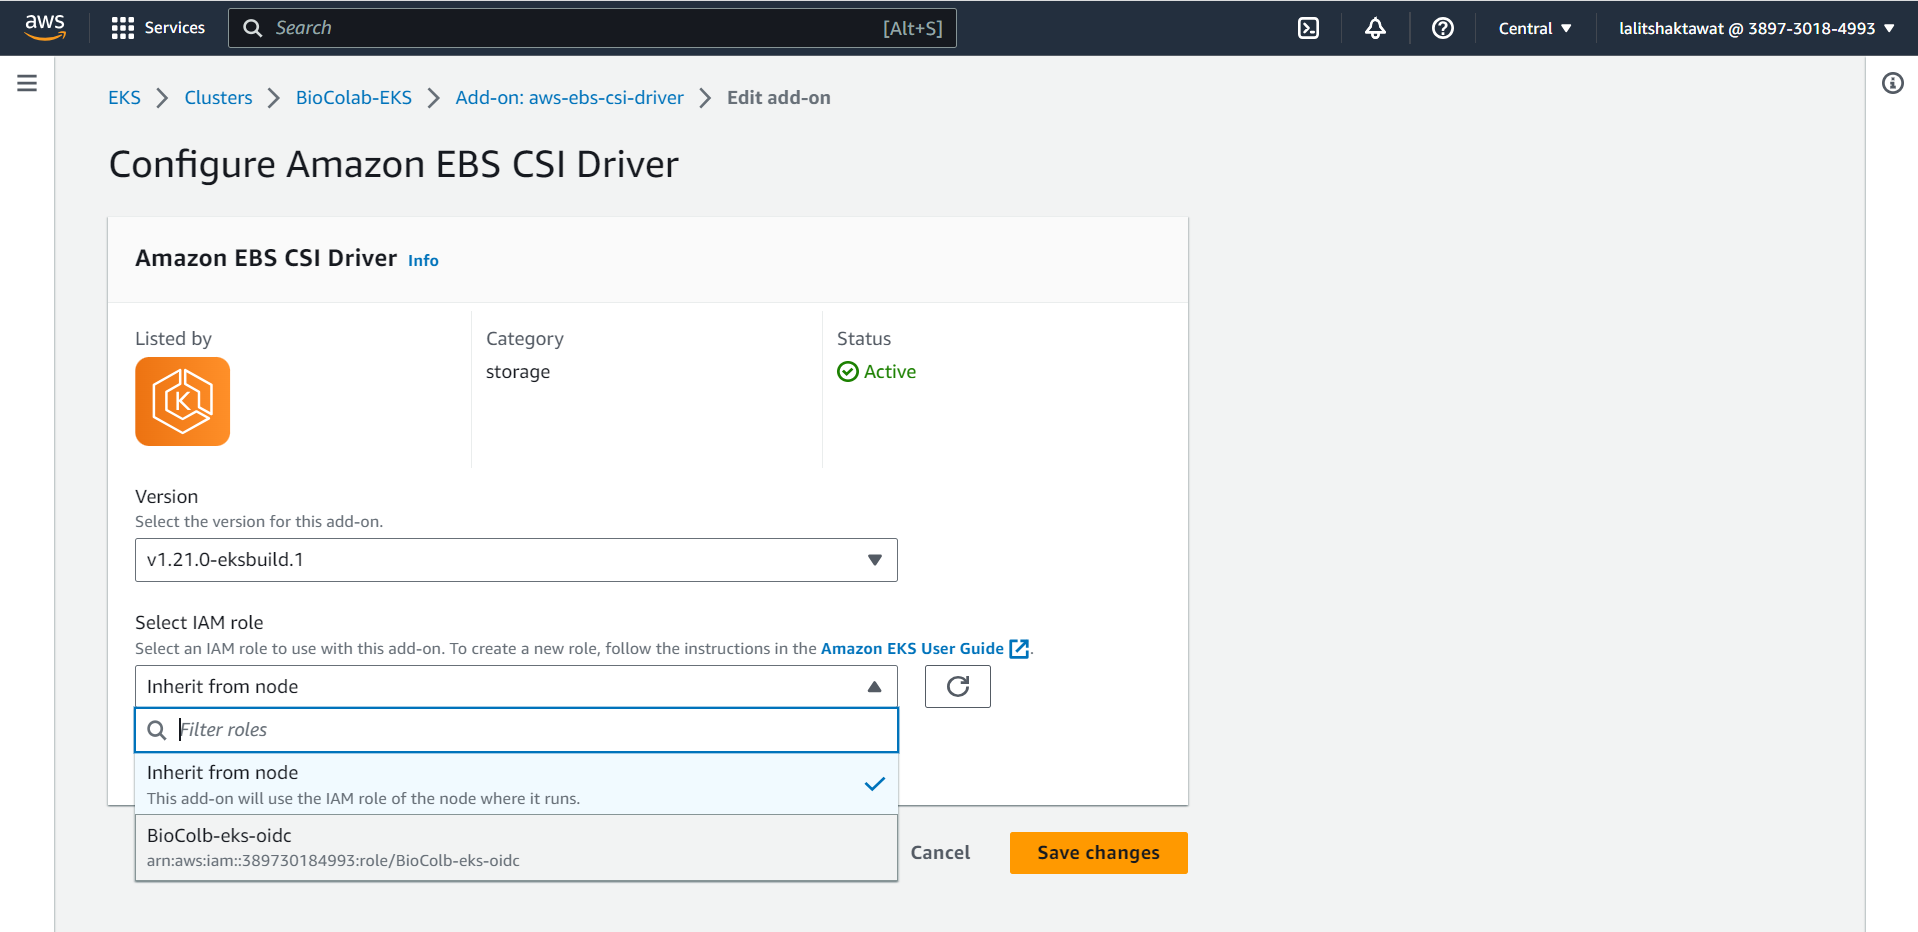 aws
Services
Search
[Alt+S]
Central
lalitshaktawat @ 3897-3018-4993
EKS
Clusters
BioColab-EKS
Add-on: aws-ebs-csi-driver
Edit add-on
Configure Amazon EBS CSI Driver
Amazon EBS CSI Driver Info
Listed by
K
Category
storage
Status
Active
Version
Select the version for this add-on.
v1.21.0-eksbuild.1
Select IAM role
Select an IAM role to use with this add-on. To create a new role, follow the instructions in the Amazon EKS User Guide.
Inherit from node
Filter roles
Inherit from node
This add-on will use the IAM role of the node where it runs.
BioColb-eks-oidc
arn:aws:iam::389730184993:role/BioColb-eks-oidc
Cancel
Save changes